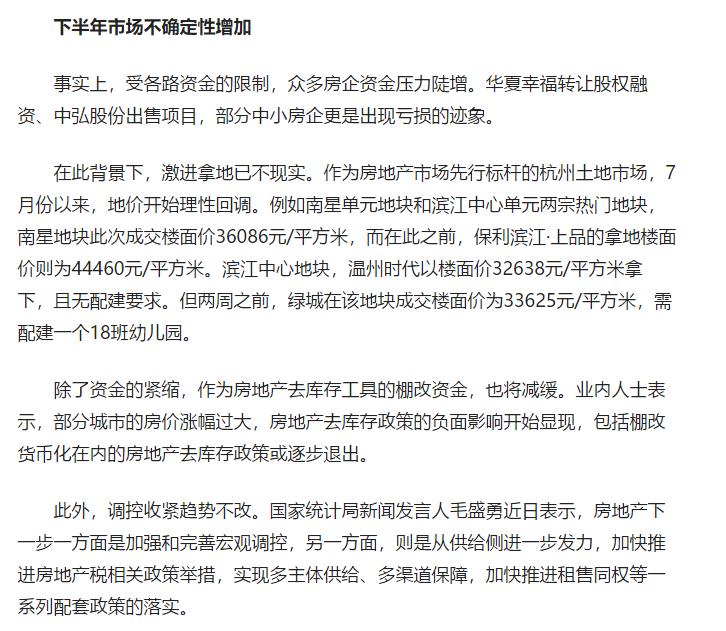 下半年市场不确定性增加
事实上，受各路资金的限制，众多房企资金压力陡增。华夏幸福转让股权融
资、中弘股份出售项目，部分中小房企更是出现亏损的迹象。
在此背景下，激进拿地已不现实。作为房地产市场先行标杆的杭州土地市场，7
月份以来，地价开始理性回调。例如南星单元地块和滨江中心单元两宗热门地块，
南星地块此次成交楼面价36086元/平方米，而在此之前，保利滨江·上品的拿地楼面
价则为44460元/平方米。滨江中心地块，温州时代以楼面价32638元/平方米拿
下，且无配建要求。但两周之前，绿城在该地块成交楼面价为33625元/平方米，需
配建一个18班幼儿园。
除了资金的紧缩，作为房地产去库存工具的棚改资金，也将减缓。业内人士表
示，部分城市的房价涨幅过大，房地产去库存政策的负面影响开始显现，包括棚改
货币化在内的房地产去库存政策或逐步退出。
此外，调控收紧趋势不改。国家统计局新闻发言人毛盛勇近日表示，房地产下
一步一方面是加强和完善宏观调控，另一方面，则是从供给侧进一步发力，加快推
进房地产税相关政策举措，实现多主体供给、多渠道保障，加快推进租售同权等一
系列配套政策的落实。